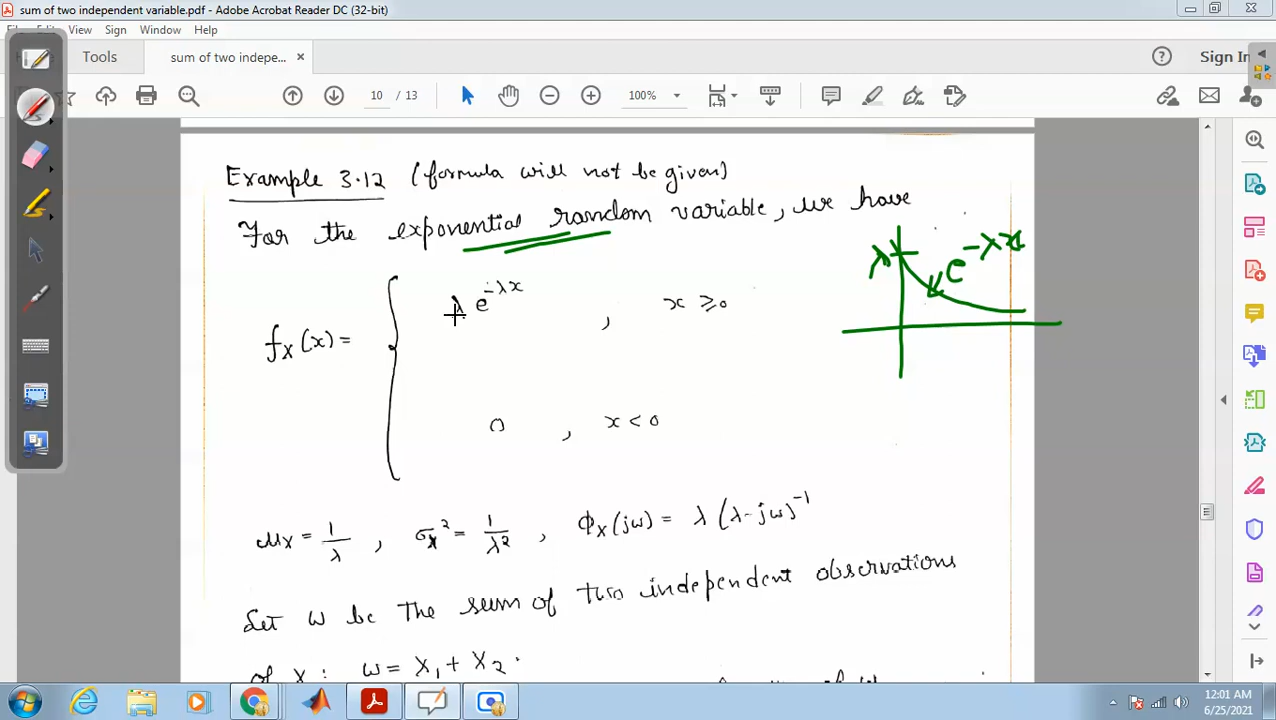 sum of two independent variable.pdf - Adobe Acrobat Reader DC (32-bit)
View Sign Window Help
Tools sum of two indepe... × Sign In
10 / 13 100%
Example 3.12 (formula will not be given)
For the exponential random variable, we have
λ e^{-λx}
f_X(x) = { λ e^{-λx} , x ≥ 0
0 , x < 0
μ_X = 1/λ , σ_X² = 1/λ² , Φ_X(jω) = λ (λ - jω)^{-1}
Let W be the sum of two independent observations
of X: W = X₁ + X₂.
12:01 AM
6/25/2021